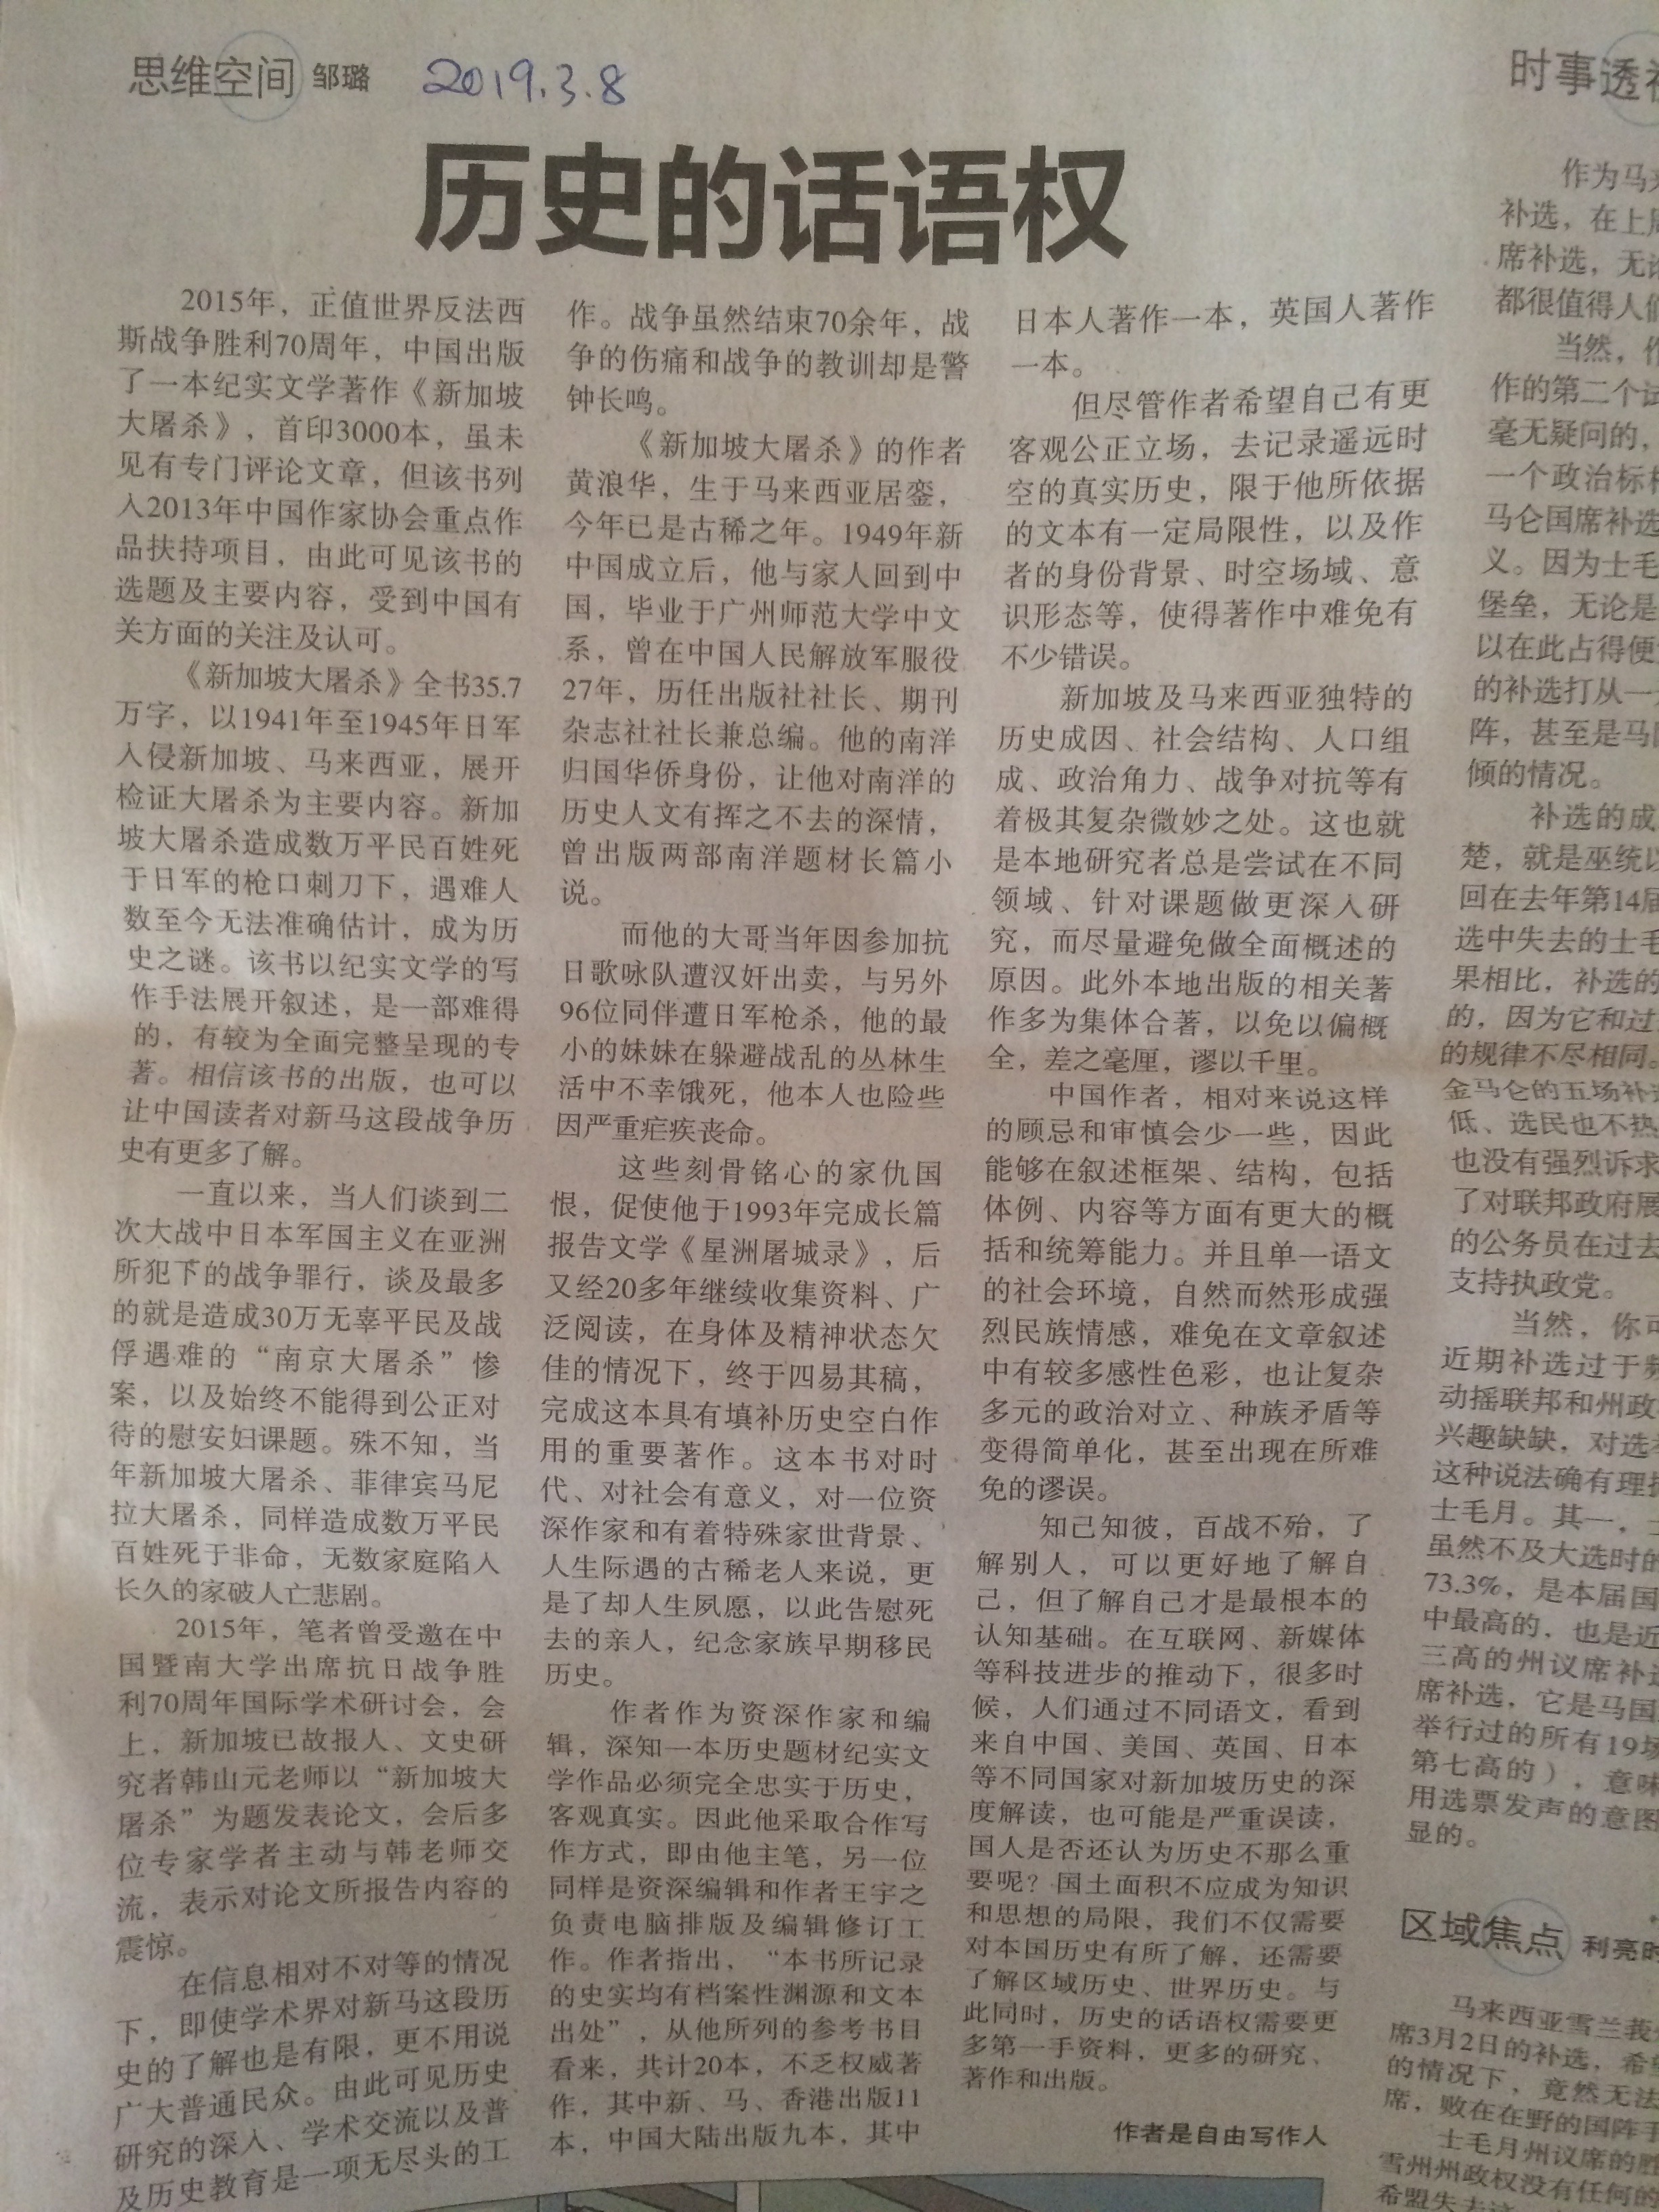 思维空间 邹璐 2019.3.8
历史的话语权
2015年，正值世界反法西
斯战争胜利70周年，中国出版
了一本纪实文学著作《新加坡
大屠杀》，首印3000本，虽未
见有专门评论文章，但该书列
入2013年中国作家协会重点作
品扶持项目，由此可见该书的
选题及主要内容，受到中国有
关方面的关注及认可。
《新加坡大屠杀》全书35.7
万字，以1941年至1945年日军
入侵新加坡、马来西亚，展开
检证大屠杀为主要内容。新加
坡大屠杀造成数万平民百姓死
于日军的枪口刺刀下，遇难人
数至今无法准确估计，成为历
史之谜。该书以纪实文学的写
作手法展开叙述，是一部难得
的，有较为全面完整呈现的专
著。相信该书的出版，也可以
让中国读者对新马这段战争历
史有更多了解。
一直以来，当人们谈到二
次大战中日本军国主义在亚洲
所犯下的战争罪行，谈及最多
的就是造成30万无辜平民及战
俘遇难的“南京大屠杀”惨
案，以及始终不能得到公正对
待的慰安妇课题。殊不知，当
年新加坡大屠杀、菲律宾马尼
拉大屠杀，同样造成数万平民
百姓死于非命，无数家庭陷入
长久的家破人亡悲剧。
2015年，笔者曾受邀在中
国暨南大学出席抗日战争胜
利70周年国际学术研讨会，会
上，新加坡已故报人、文史研
究者韩山元老师以“新加坡大
屠杀”为题发表论文，会后多
位专家学者主动与韩老师交
流，表示对论文所报告内容的
震惊。
在信息相对不对等的情况
下，即使学术界对新马这段历
史的了解也是有限，更不用说
广大普通民众。由此可见历史
研究的深入、学术交流以及普
及历史教育是一项无尽头的工
作。战争虽然结束70余年，战
争的伤痛和战争的教训却是警
钟长鸣。
《新加坡大屠杀》的作者
黄浪华，生于马来西亚居銮，
今年已是古稀之年。1949年新
中国成立后，他与家人回到中
国，毕业于广州师范大学中文
系，曾在中国人民解放军服役
27年，历任出版社社长、期刊
杂志社社长兼总编。他的南洋
归国华侨身份，让他对南洋的
历史人文有挥之不去的深情，
曾出版两部南洋题材长篇小
说。
而他的大哥当年因参加抗
日歌咏队遭汉奸出卖，与另外
96位同伴遭日军枪杀，他的最
小的妹妹在躲避战乱的丛林生
活中不幸饿死，他本人也险些
因严重疟疾丧命。
这些刻骨铭心的家仇国
恨，促使他于1993年完成长篇
报告文学《星洲屠城录》，后
又经20多年继续收集资料、广
泛阅读，在身体及精神状态欠
佳的情况下，终于四易其稿，
完成这本具有填补历史空白作
用的重要著作。这本书对时
代、对社会有意义，对一位资
深作家和有着特殊家世背景、
人生际遇的古稀老人来说，更
是了却人生夙愿，以此告慰死
去的亲人，纪念家族早期移民
历史。
作者作为资深作家和编
辑，深知一本历史题材纪实文
学作品必须完全忠实于历史，
客观真实。因此他采取合作写
作方式，即由他主笔，另一位
同样是资深编辑和作者王宇之
负责电脑排版及编辑修订工
作。作者指出，“本书所记录
的史实均有档案性渊源和文本
出处”，从他所列的参考书目
看来，共计20本，不乏权威著
作，其中新、马、香港出版11
本，中国大陆出版九本，其中
日本人著作一本，英国人著作
一本。
但尽管作者希望自己有更
客观公正立场，去记录遥远时
空的真实历史，限于他所依据
的文本有一定局限性，以及作
者的身份背景、时空场域、意
识形态等，使得著作中难免有
不少错误。
新加坡及马来西亚独特的
历史成因、社会结构、人口组
成、政治角力、战争对抗等有
着极其复杂微妙之处。这也就
是本地研究者总是尝试在不同
领域、针对课题做更深入研
究，而尽量避免做全面概述的
原因。此外本地出版的相关著
作多为集体合著，以免以偏概
全，差之毫厘，谬以千里。
中国作者，相对来说这样
的顾忌和审慎会少一些，因此
能够在叙述框架、结构，包括
体例、内容等方面有更大的概
括和统筹能力。并且单一语文
的社会环境，自然而然形成强
烈民族情感，难免在文章叙述
中有较多感性色彩，也让复杂
多元的政治对立、种族矛盾等
变得简单化，甚至出现在所难
免的谬误。
知己知彼，百战不殆，了
解别人，可以更好地了解自
己，但了解自己才是最根本的
认知基础。在互联网、新媒体
等科技进步的推动下，很多时
候，人们通过不同语文，看到
来自中国、美国、英国、日本
等不同国家对新加坡历史的深
度解读，也可能是严重误读，
国人是否还认为历史不那么重
要呢？国土面积不应成为知识
和思想的局限，我们不仅需要
对本国历史有所了解，还需要
了解区域历史、世界历史。与
此同时，历史的话语权需要更
多第一手资料，更多的研究、
著作和出版。
作者是自由写作人
时事透视
作为马来
补选，在上周
席补选，无论
都很值得人们
当然，作
作的第二个试
毫无疑问的，
一个政治标杆
马仑国席补选
义。因为士毛
堡垒，无论是
以在此占得便
的补选打从一
阵，甚至是马
倾的情况。
补选的成
楚，就是巫统以
回在去年第14届
选中失去的士毛
果相比，补选的
的，因为它和过
的规律不尽相同。
金马仑的五场补选
低、选民也不热
也没有强烈诉求
了对联邦政府展
的公务员在过去
支持执政党。
当然，你可
近期补选过于频
动摇联邦和州政
兴趣缺缺，对选
这种说法确有理
士毛月。其一，
虽然不及大选时的
73.3%，是本届国
中最高的，也是近
三高的州议席补选
席补选，它是马国
举行过的所有19场
第七高的），意味
用选票发声的意图
显的。
区域焦点 利亮时
马来西亚雪兰莪州
席3月2日的补选，希
的情况下，竟然无法
席，败在在野的国阵手
士毛月州议席的胜
雪州州政权没有任何的
希盟失去